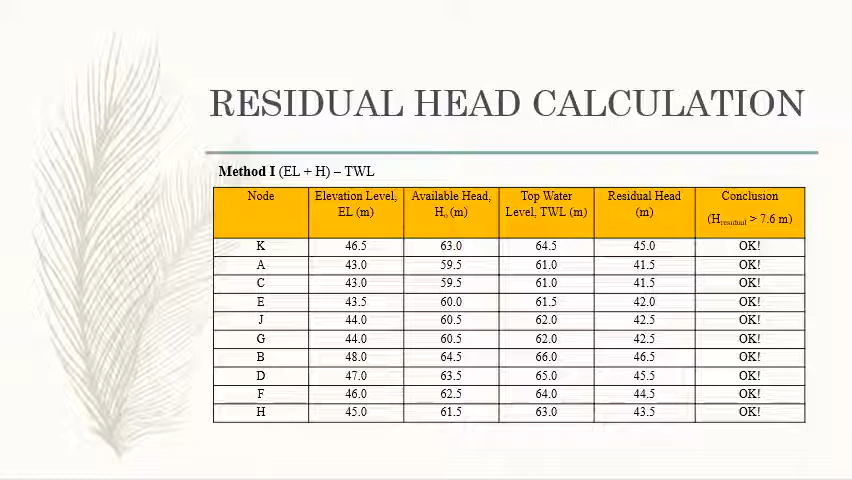 RESIDUAL HEAD CALCULATION
Method I (EL + H) – TWL
Node Elevation Level, EL (m) Available Head, Ho (m) Top Water Level, TWL (m) Residual Head (m) Conclusion (Hresidual > 7.6 m)
K 46.5 63.0 64.5 45.0 OK!
A 43.0 59.5 61.0 41.5 OK!
C 43.0 59.5 61.0 41.5 OK!
E 43.5 60.0 61.5 42.0 OK!
J 44.0 60.5 62.0 42.5 OK!
G 44.0 60.5 62.0 42.5 OK!
B 48.0 64.5 66.0 46.5 OK!
D 47.0 63.5 65.0 45.5 OK!
F 46.0 62.5 64.0 44.5 OK!
H 45.0 61.5 63.0 43.5 OK!